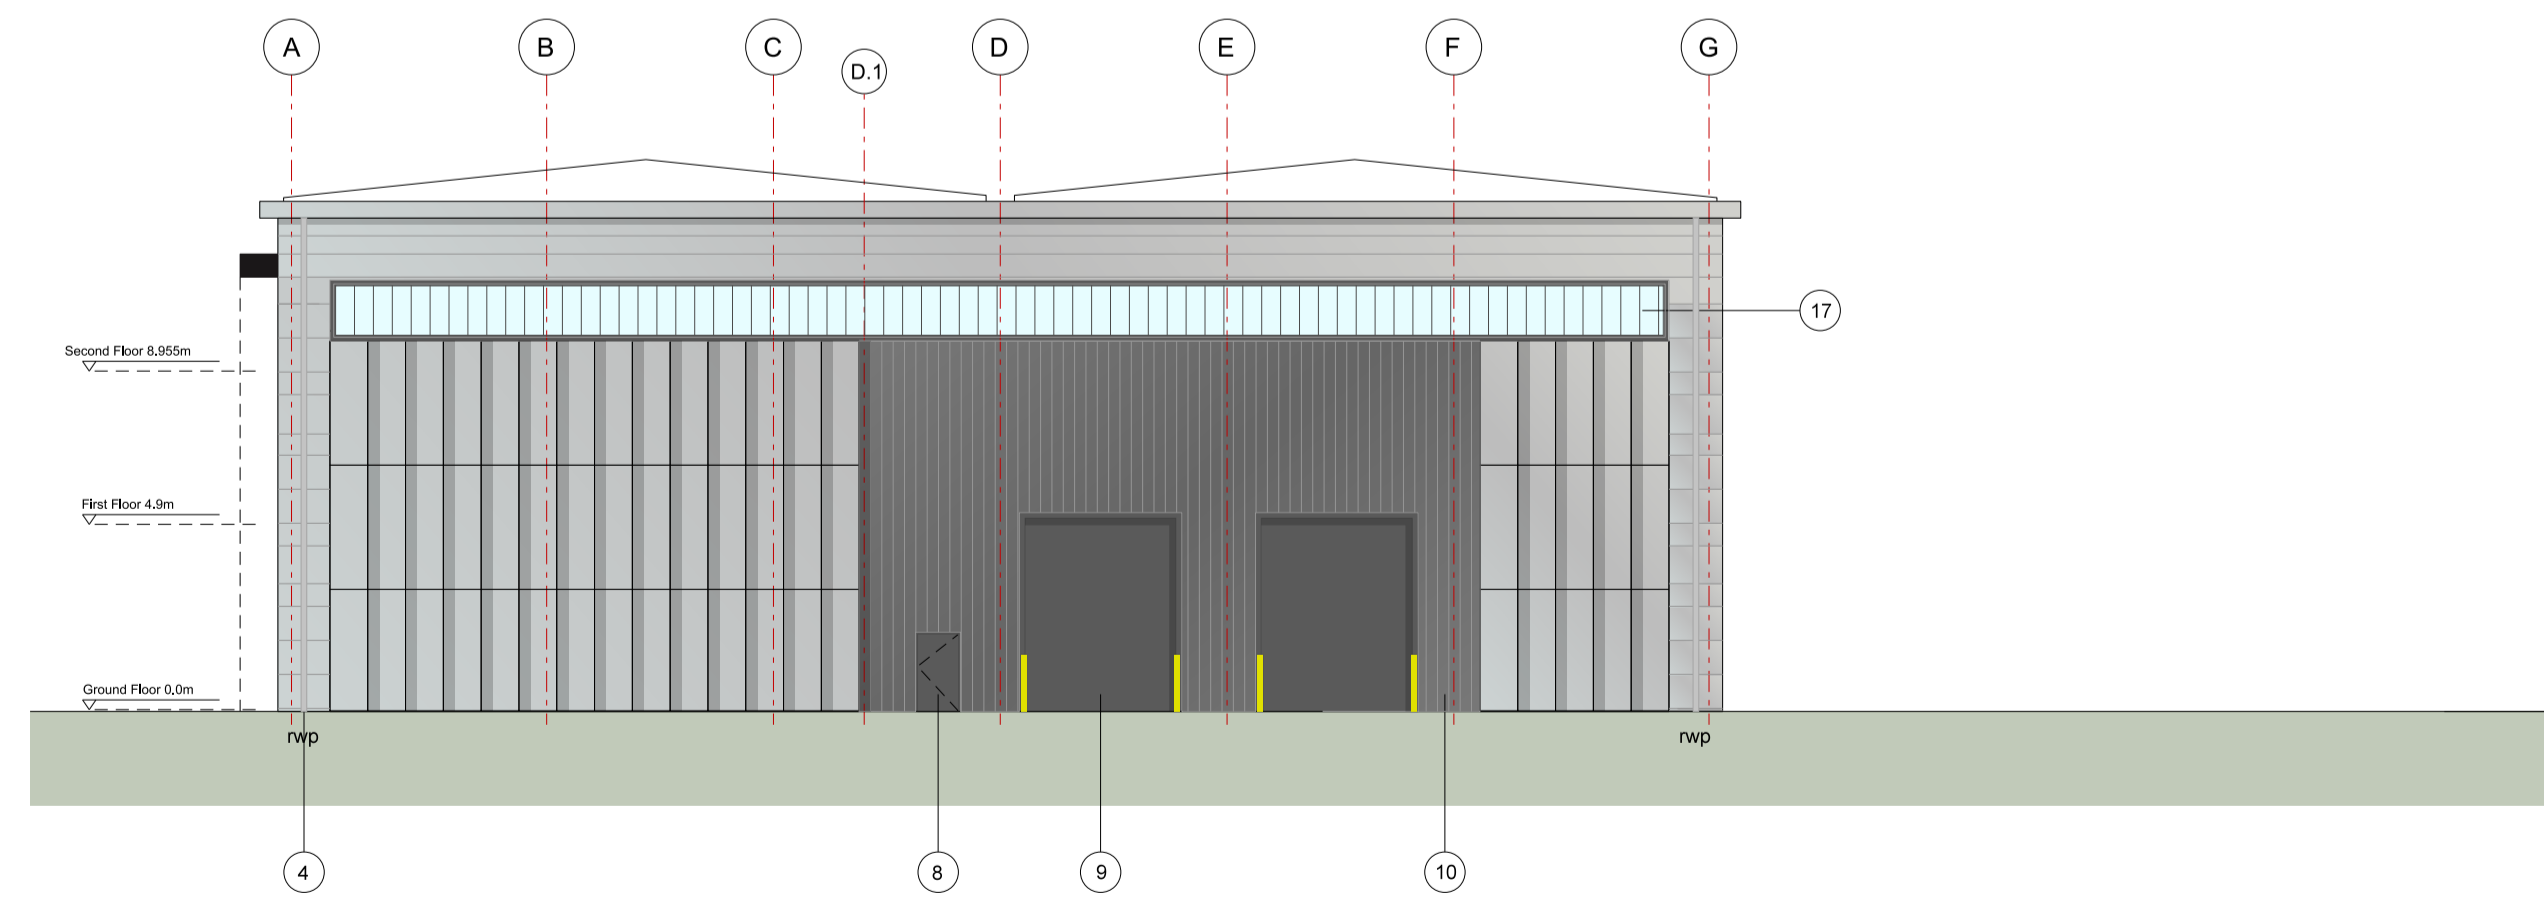 A
B
C
D.1
D
E
F
G
17
Second Floor 8.955m
First Floor 4.9m
Ground Floor 0.0m
rwp
rwp
4
8
9
10